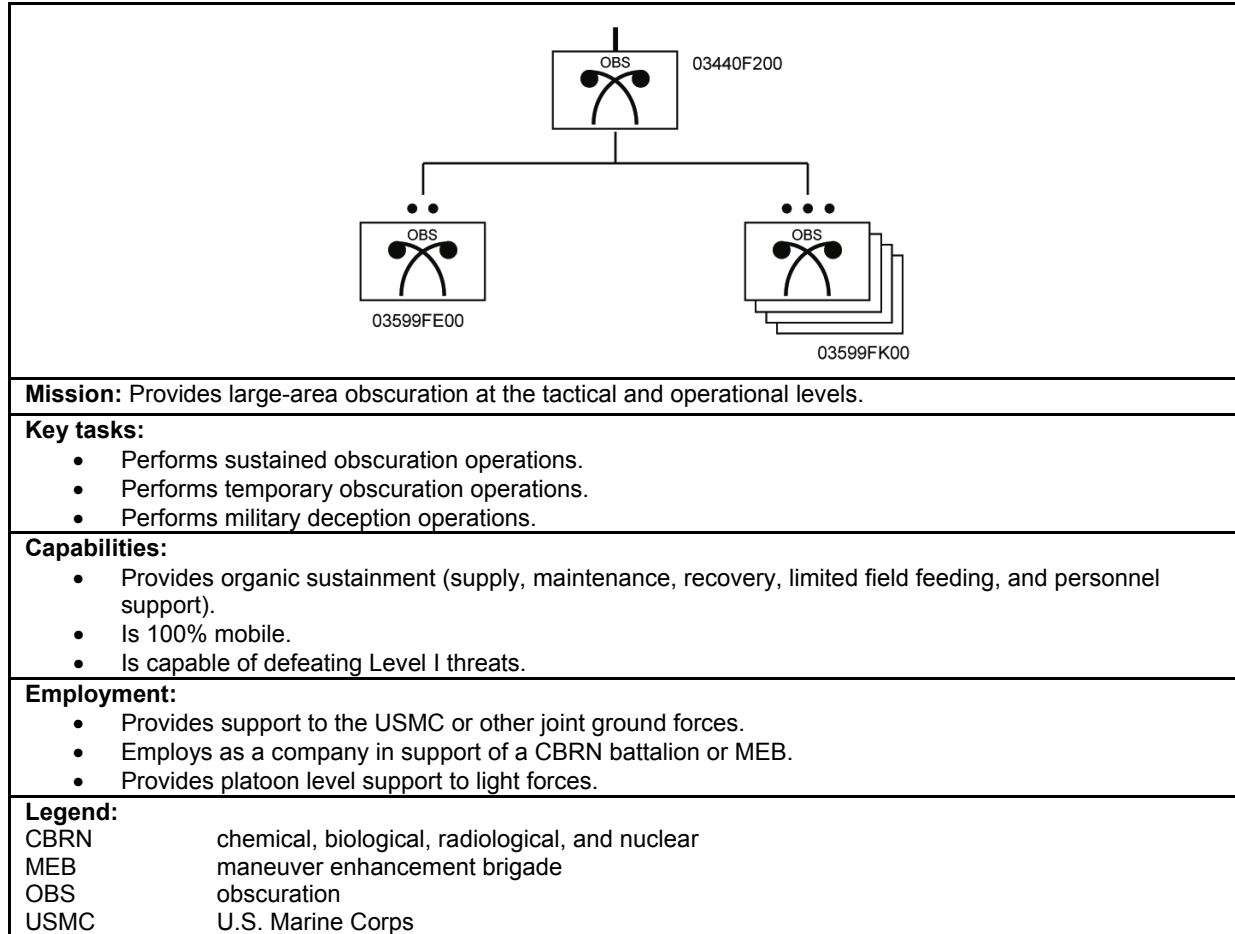 OBS
03440F200
OBS
OBS
03599FE00
03599FK00
Mission: Provides large-area obscuration at the tactical and operational levels.
Key tasks:
• Performs sustained obscuration operations.
• Performs temporary obscuration operations.
• Performs military deception operations.
Capabilities:
• Provides organic sustainment (supply, maintenance, recovery, limited field feeding, and personnel
support).
• Is 100% mobile.
• Is capable of defeating Level I threats.
Employment:
• Provides support to the USMC or other joint ground forces.
• Employs as a company in support of a CBRN battalion or MEB.
• Provides platoon level support to light forces.
Legend:
CBRN chemical, biological, radiological, and nuclear
MEB maneuver enhancement brigade
OBS obscuration
USMC U.S. Marine Corps